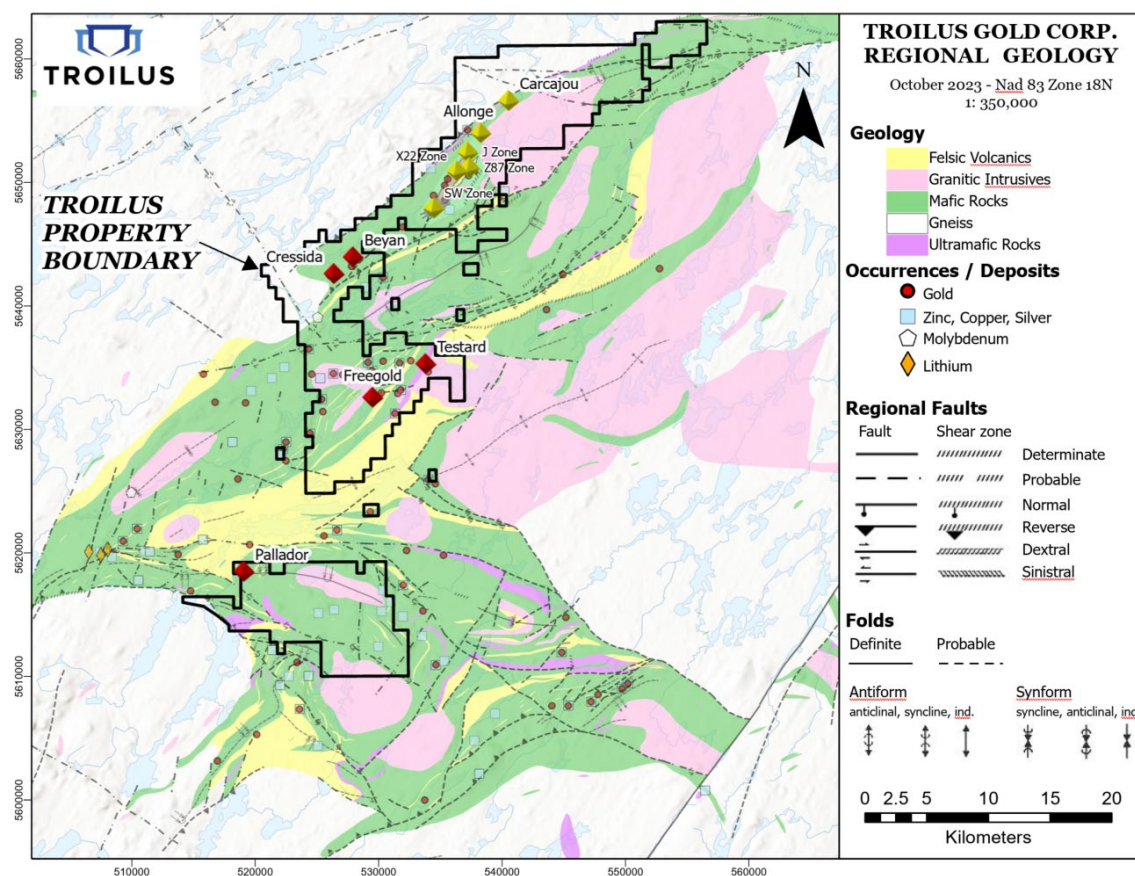 TROILUS
TROILUS
PROPERTY
BOUNDARY
Carcajou
Allonge
X22 Zone
J Zone
Z87 Zone
SW Zone
Beyan
Cressida
Testard
Freegold
Pallador
5660000
5650000
5640000
5630000
5620000
5610000
5600000
510000
520000
530000
540000
550000
560000
TROILUS GOLD CORP.
REGIONAL GEOLOGY
October 2023 - Nad 83 Zone 18N
1: 350,000
N
Geology
Felsic Volcanics
Granitic Intrusives
Mafic Rocks
Gneiss
Ultramafic Rocks
Occurrences / Deposits
Gold
Zinc, Copper, Silver
Molybdenum
Lithium
Regional Faults
Fault Shear zone
Determinate
Probable
Normal
Reverse
Dextral
Sinistral
Folds
Definite Probable
Antiform Synform
anticlinal, syncline, ind. syncline, anticlinal, ind
0 2.5 5 10 15 20
Kilometers